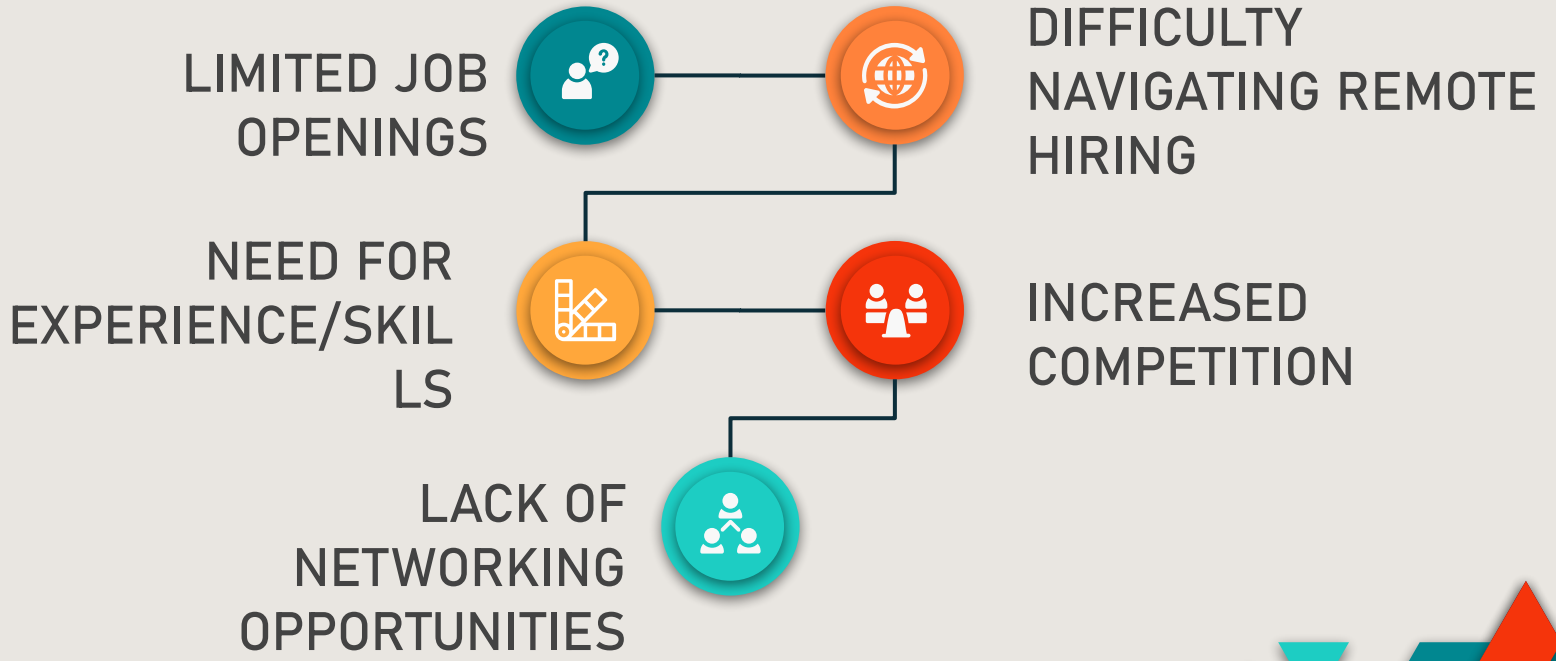 LIMITED JOB
OPENINGS
?
DIFFICULTY
NAVIGATING REMOTE
HIRING
NEED FOR
EXPERIENCE/SKIL
LS
INCREASED
COMPETITION
LACK OF
NETWORKING
OPPORTUNITIES